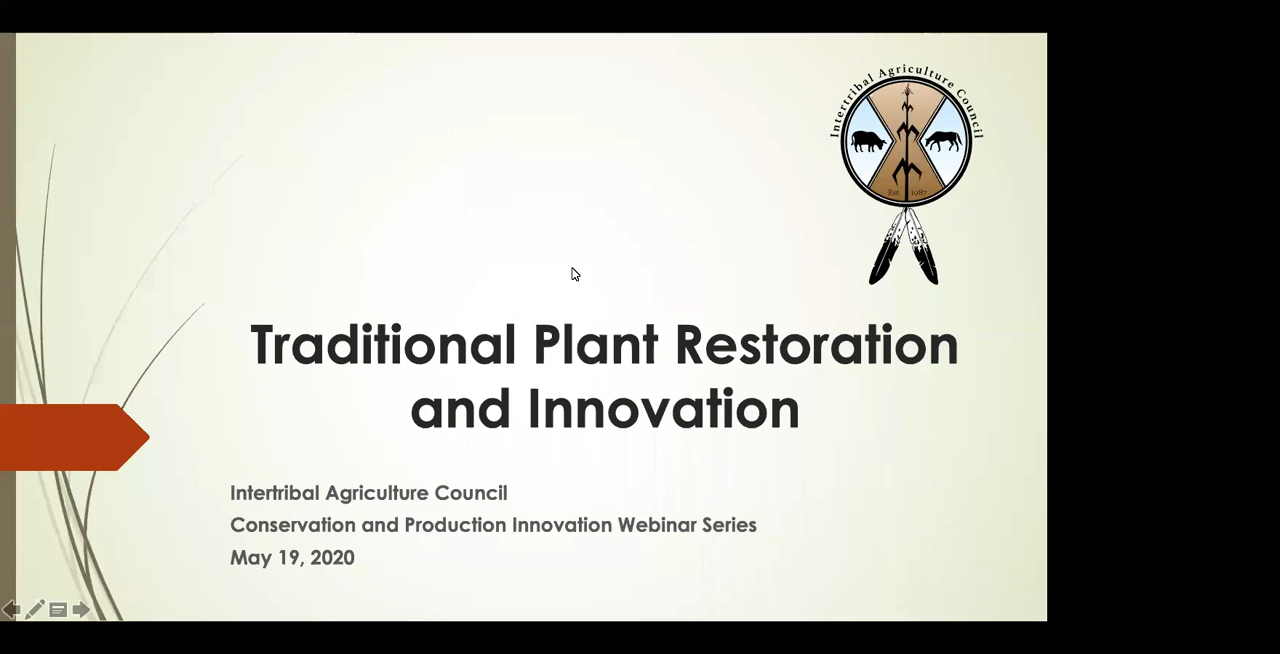 Intertribal Agriculture Council
Est. 1987
Traditional Plant Restoration
and Innovation
Intertribal Agriculture Council
Conservation and Production Innovation Webinar Series
May 19, 2020